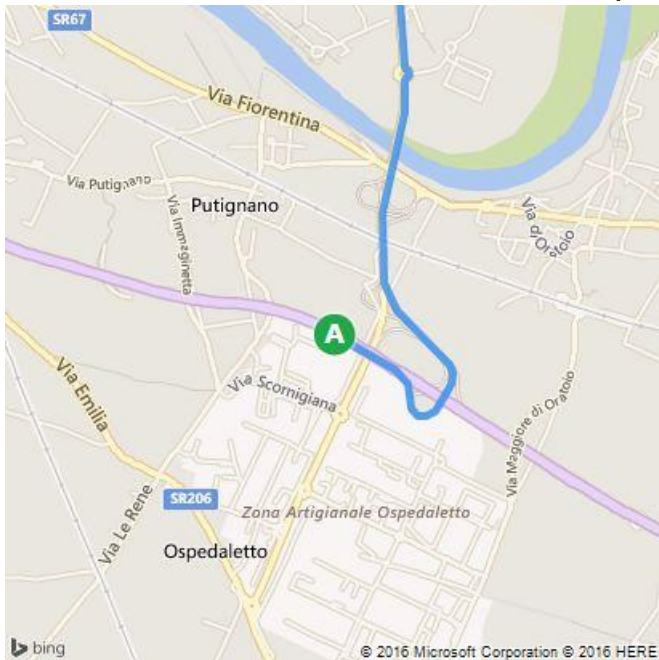 SR67
Via Fiorentina
Via Putignano
Putignano
Via Immaginetta
Via d'Oratoio
A
Via Scornigiana
Via Emilia
Via Maggiore di Oratoio
SR206
Zona Artigianale Ospedaletto
Via Le Rene
Ospedaletto
bing
© 2016 Microsoft Corporation © 2016 HERE